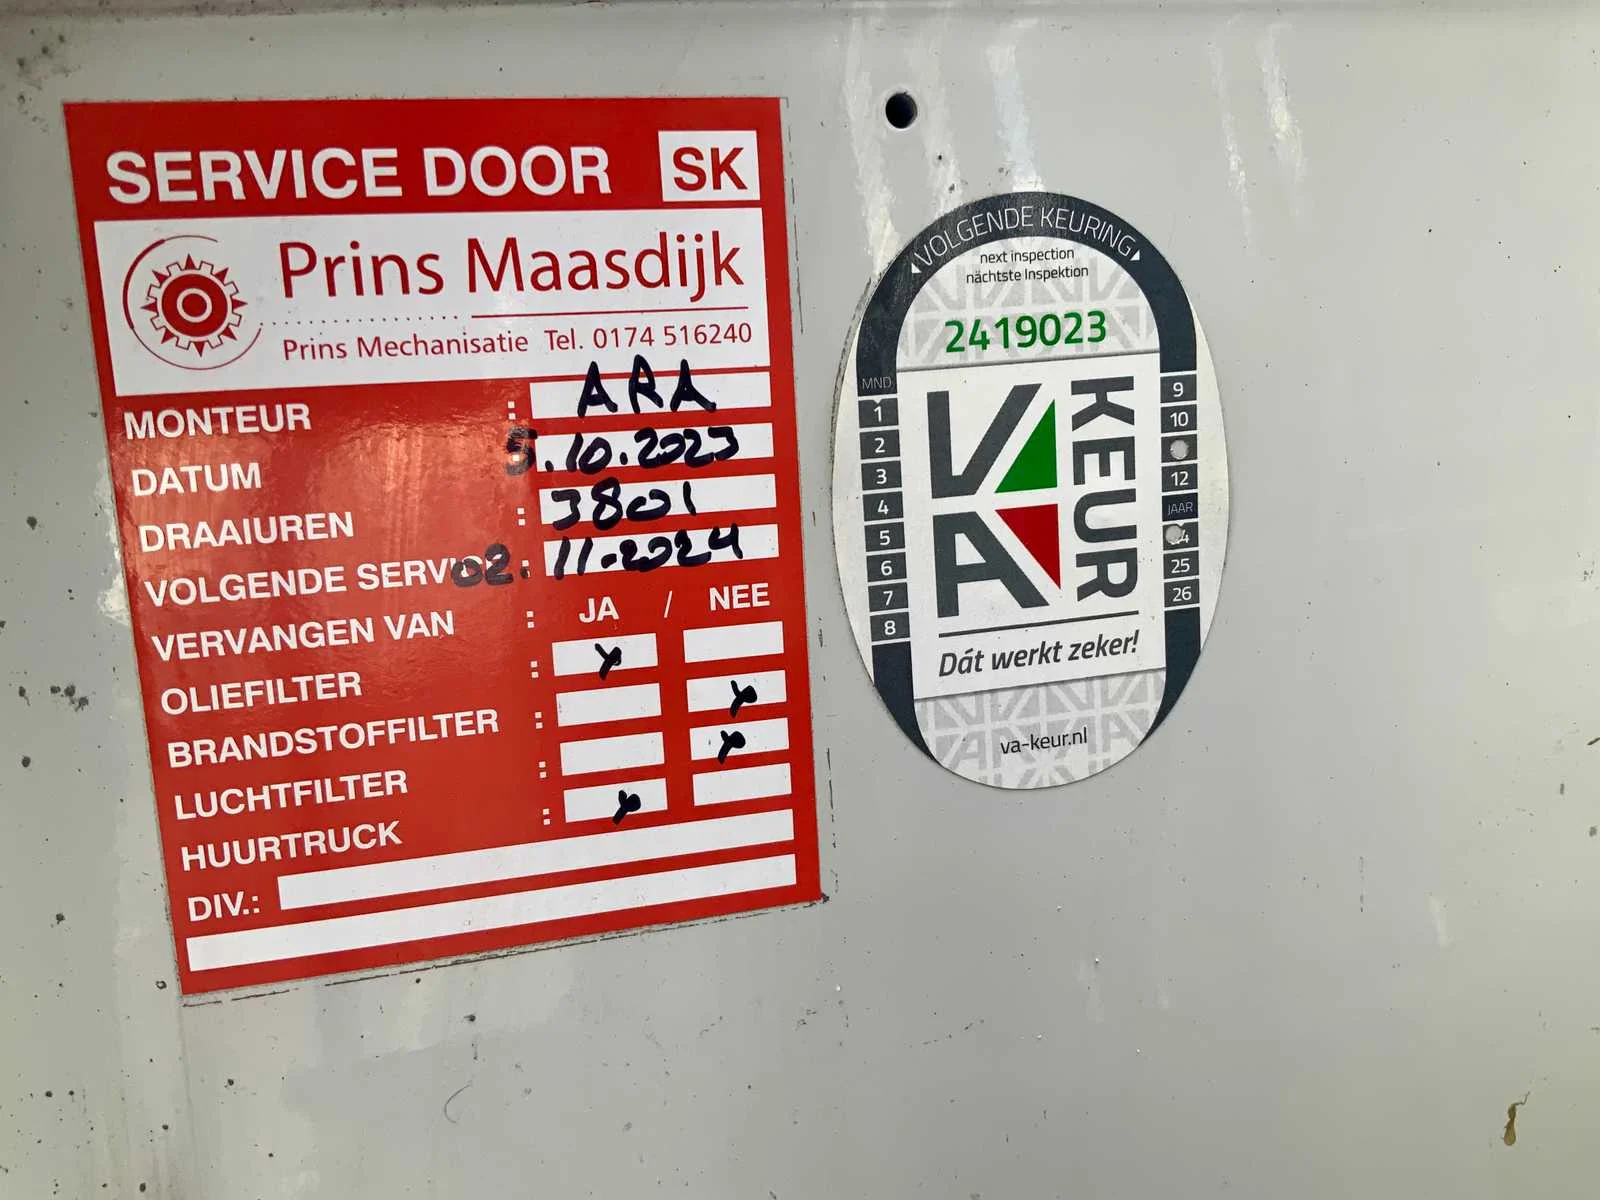 SERVICE DOOR SK
Prins Maasdijk
Prins Mechanisatie Tel. 0174 516240
MONTEUR : ARA
DATUM : 5.10.2023
DRAAIUREN : 3801
VOLGENDE SERVICE : 02.11-2024
VERVANGEN VAN : JA / NEE
OLIEFILTER : x
BRANDSTOFFILTER : x
LUCHTFILTER : x
HUURTRUCK : x
DIV.:
VOLGENDE KEURING
next inspection
nächtste Inspektion
2419023
MND
1
2
3
4
5
6
7
8
VA
KEUR
9
10
12
JAAR
24
25
26
Dát werkt zeker!
va-keur.nl